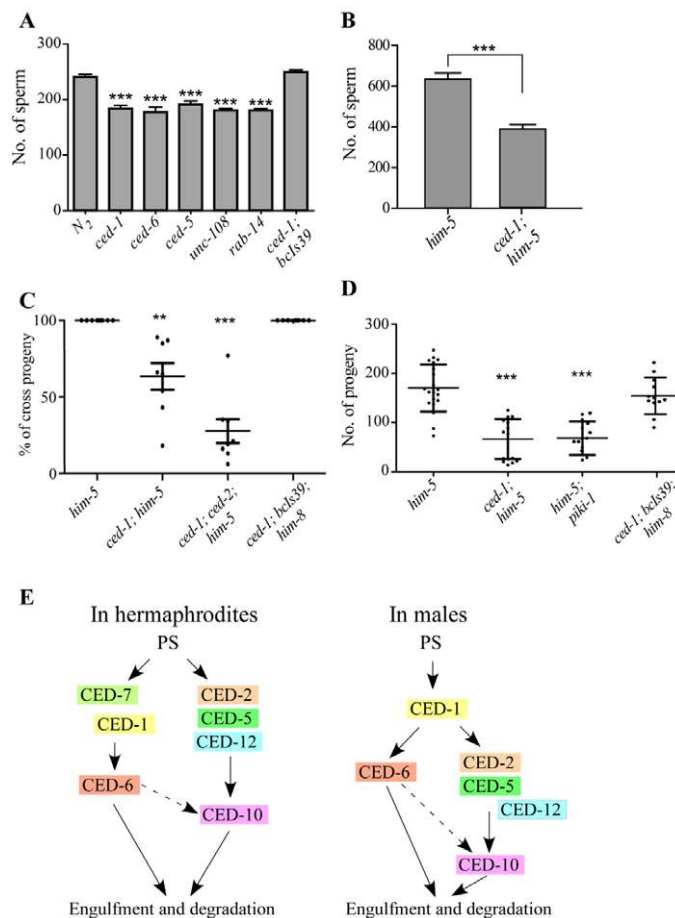 A
No. of sperm
300
200
100
0
***
***
***
***
***
N2
ced-1
ced-6
ced-5
unc-108
rab-14
ced-1;
bcIs39
B
No. of sperm
800
600
400
200
0
***
him-5
ced-1;
him-5
C
% of cross progeny
100
50
0
**
***
him-5
ced-1; him-5
ced-1; ced-2;
him-5
ced-1; bcIs39;
him-8
D
No. of progeny
300
200
100
0
***
***
him-5
ced-1;
him-5
him-5;
piki-1
ced-1; bcIs39;
him-8
E
In hermaphrodites
PS
CED-7
CED-1
CED-6
CED-2
CED-5
CED-12
CED-10
Engulfment and degradation
In males
PS
CED-1
CED-6
CED-2
CED-5
CED-12
CED-10
Engulfment and degradation